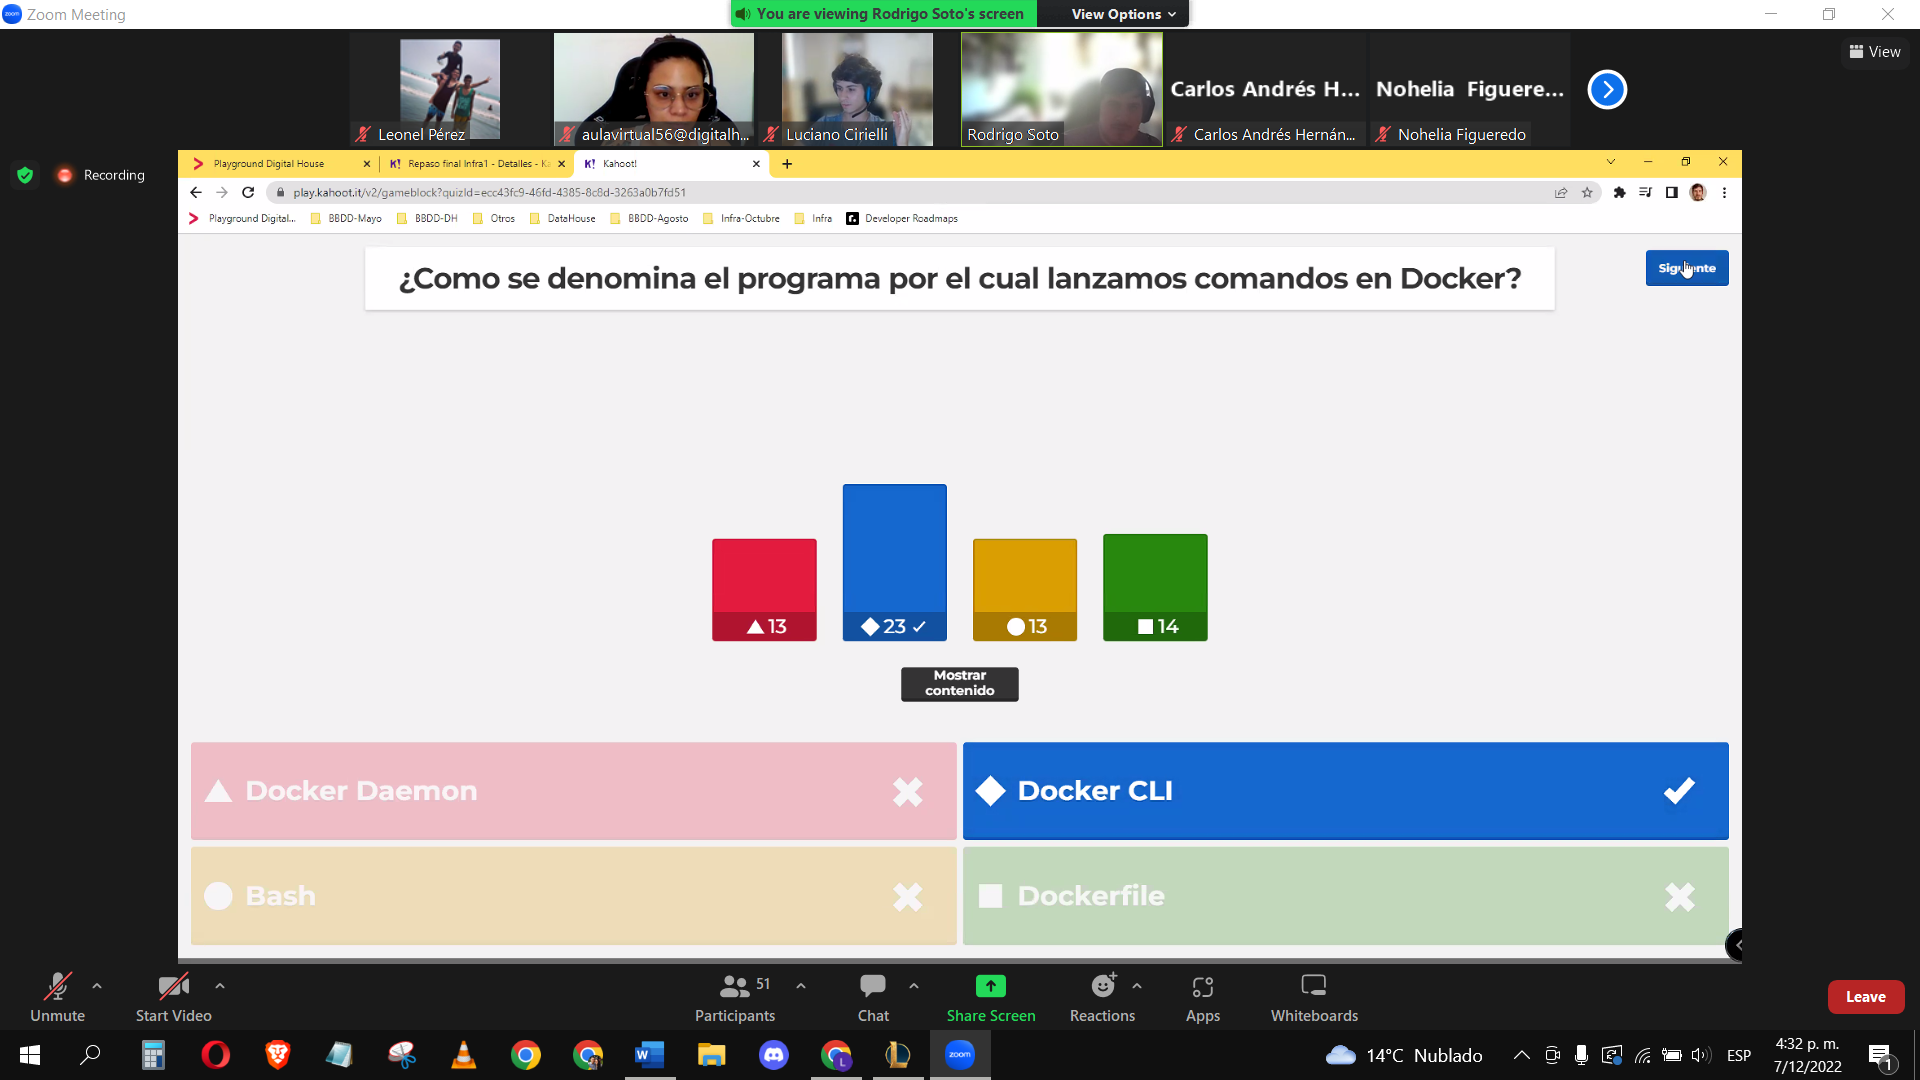 Zoom Meeting
You are viewing Rodrigo Soto's screen
View Options
View
Carlos Andrés H...
Nohelia Figuere...
Leonel Pérez
aulavirtual56@digitalh...
Luciano Cirielli
Rodrigo Soto
Carlos Andrés Hernán...
Nohelia Figueredo
Recording
Playground Digital House
Repaso final Infra1 - Detalles - K
Kahoot!
play.kahoot.it/v2/gameblock?quizId=ecc43fc9-46fd-4385-8c8d-3263a0b7fd51
Playground Digital...
BBDD-Mayo
BBDD-DH
Otros
DataHouse
BBDD-Agosto
Infra-Octubre
Infra
Developer Roadmaps
¿Como se denomina el programa por el cual lanzamos comandos en Docker?
Siguiente
13
23
13
14
Mostrar
contenido
Docker Daemon
Docker CLI
Bash
Dockerfile
Unmute
Start Video
51
Participants
Chat
Share Screen
Reactions
Apps
Whiteboards
Leave
zoom
14°C Nublado
ESP
4:32 p. m.
7/12/2022
1